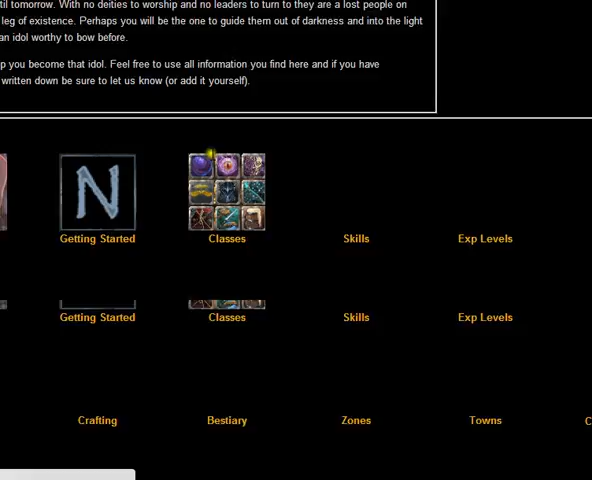 til tomorrow. With no deities to worship and no leaders to turn to they are a lost people on
leg of existence. Perhaps you will be the one to guide them out of darkness and into the light
an idol worthy to bow before.
p you become that idol. Feel free to use all information you find here and if you have
written down be sure to let us know (or add it yourself).
N
Getting Started Classes Skills Exp Levels
Getting Started Classes Skills Exp Levels
Crafting Bestiary Zones Towns C